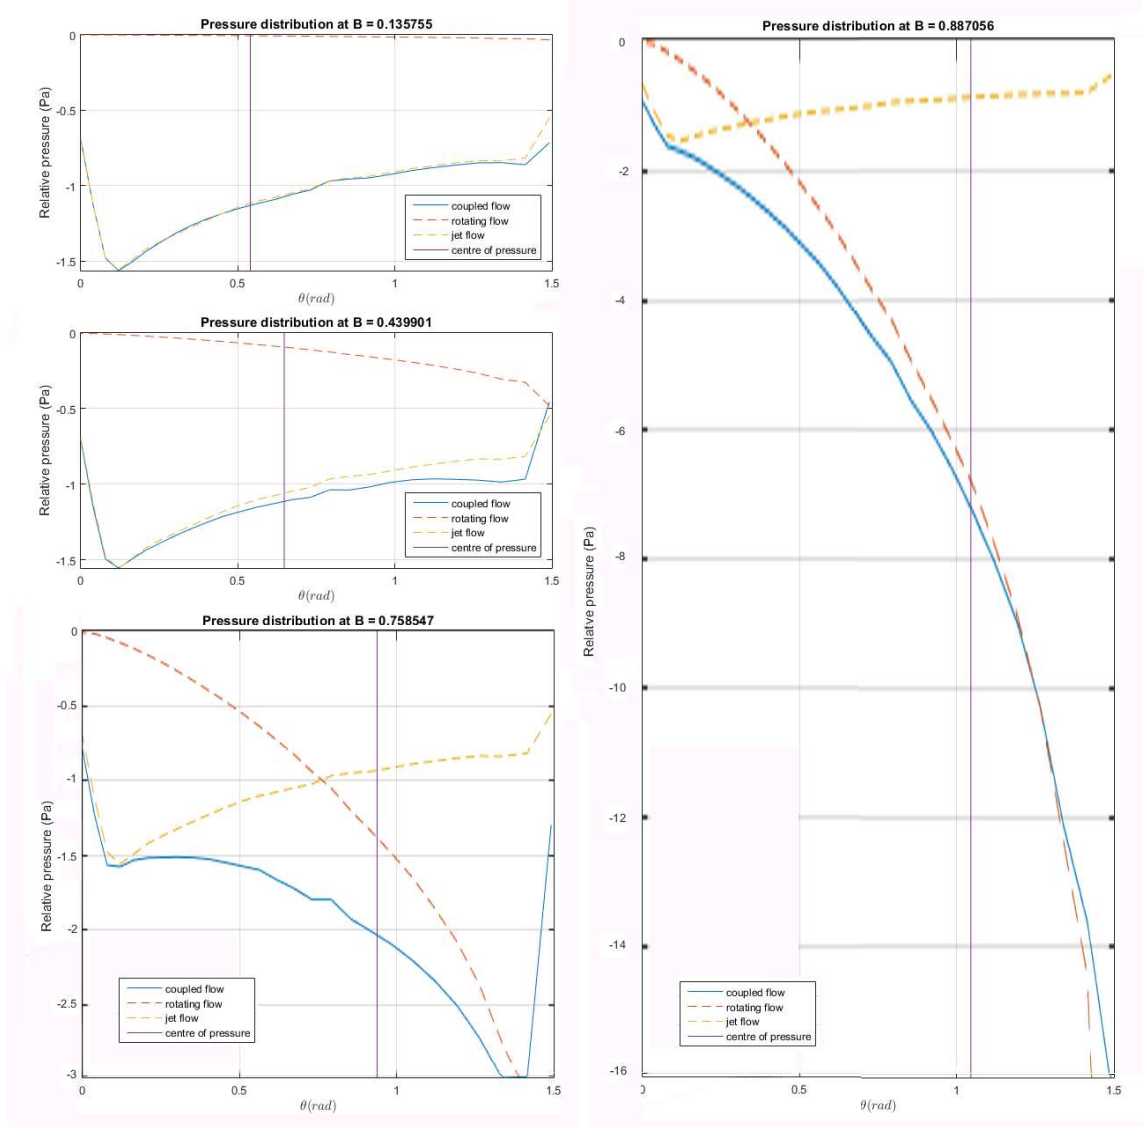 Pressure distribution at B = 0.135755
0
-0.5
-1
-1.5
Relative pressure (Pa)
0
0.5
1
1.5
θ(rad)
coupled flow
rotating flow
jet flow
centre of pressure
Pressure distribution at B = 0.439901
0
-0.5
-1
-1.5
Relative pressure (Pa)
0
0.5
1
1.5
θ(rad)
coupled flow
rotating flow
jet flow
centre of pressure
Pressure distribution at B = 0.758547
0
-0.5
-1
-1.5
-2
-2.5
-3
Relative pressure (Pa)
0
0.5
1
1.5
θ(rad)
coupled flow
rotating flow
jet flow
centre of pressure
Pressure distribution at B = 0.887056
0
-2
-4
-6
-8
-10
-12
-14
-16
Relatve pressure (Pa)
0
0.5
1
1.5
θ(rad)
coupled flow
rotating flow
jet flow
centre of pressure